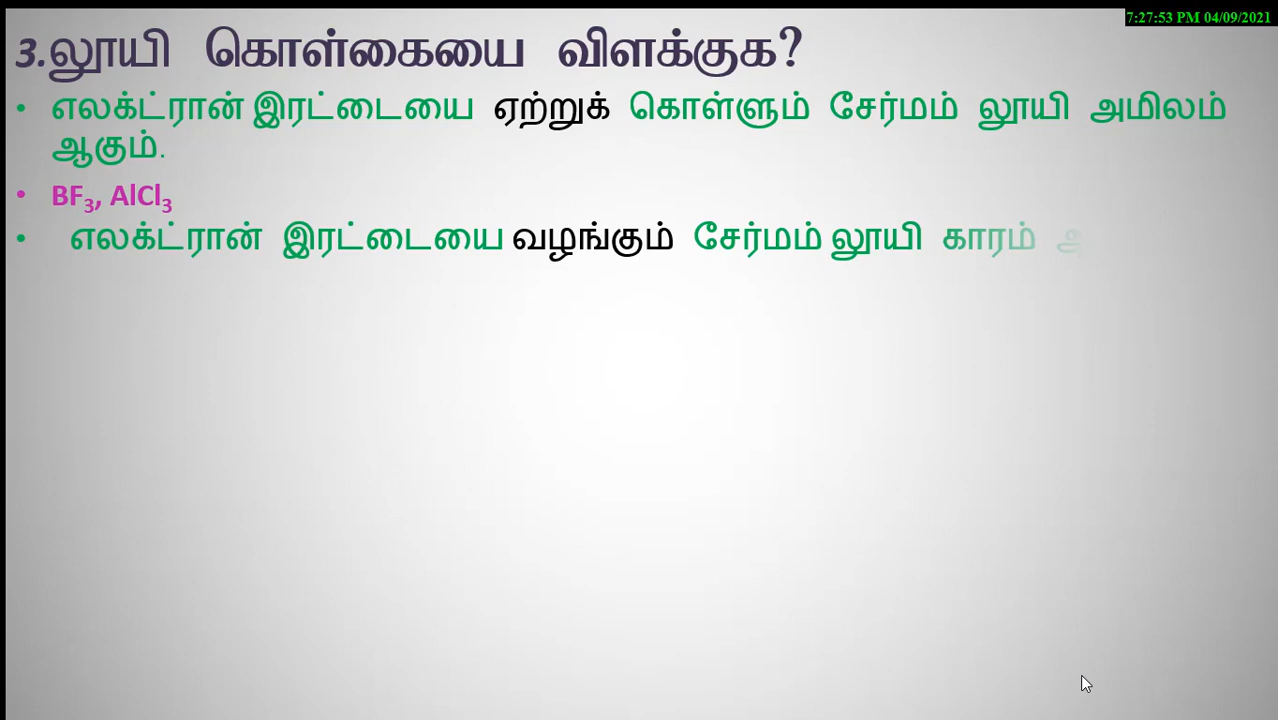 7:27:53 PM 04/09/2021
3.லூயி கொள்கையை விளக்குக?
• எலக்ட்ரான் இரட்டையை ஏற்றுக் கொள்ளும் சேர்மம் லூயி அமிலம்
ஆகும்.
• BF₃, AlCl₃
• எலக்ட்ரான் இரட்டையை வழங்கும் சேர்மம் லூயி காரம்